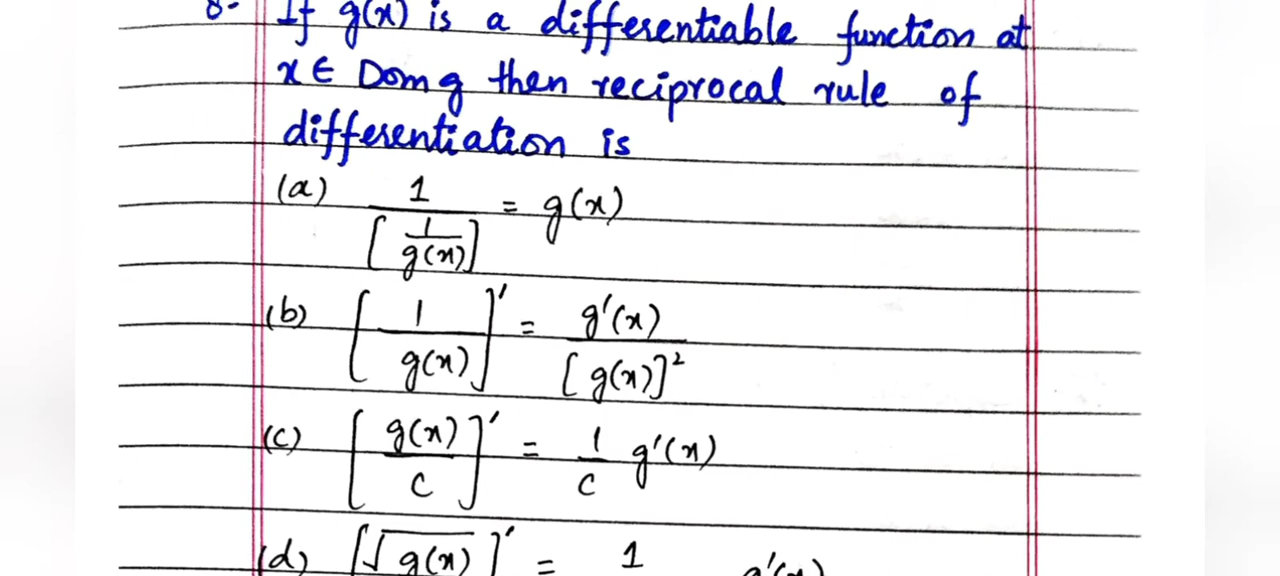 8. If g(x) is a differentiable function at
x ∈ Dom g then reciprocal rule of
differentiation is
(a) 1 / [1/g(x)] = g(x)
(b) [1/g(x)]' = g'(x) / [g(x)]²
(c) [g(x)/c]' = 1/c g'(x)
(d) [√g(x)]' = 1 g'(x)